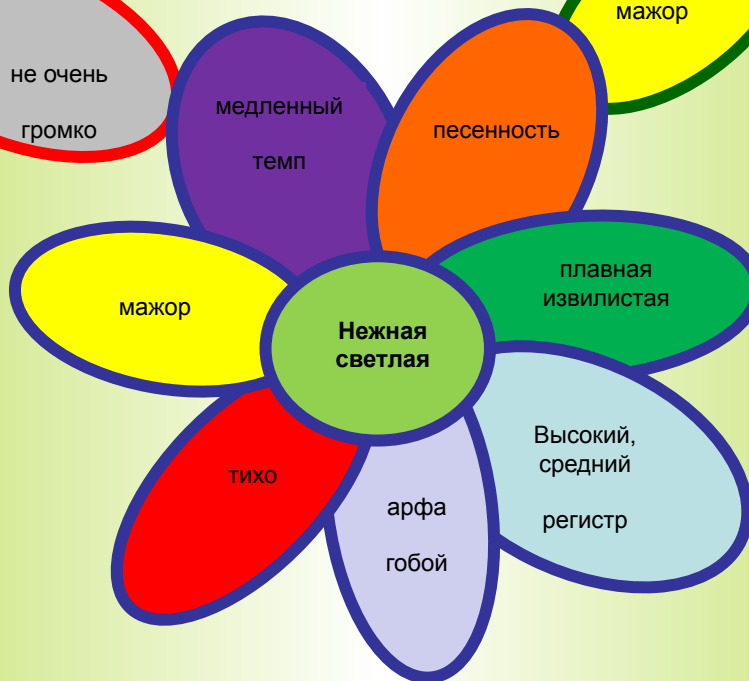 мажор
не очень
громко
медленный
темп
песенность
плавная
извилистая
мажор
Нежная
светлая
Высокий,
средний
регистр
тихо
арфа
гобой